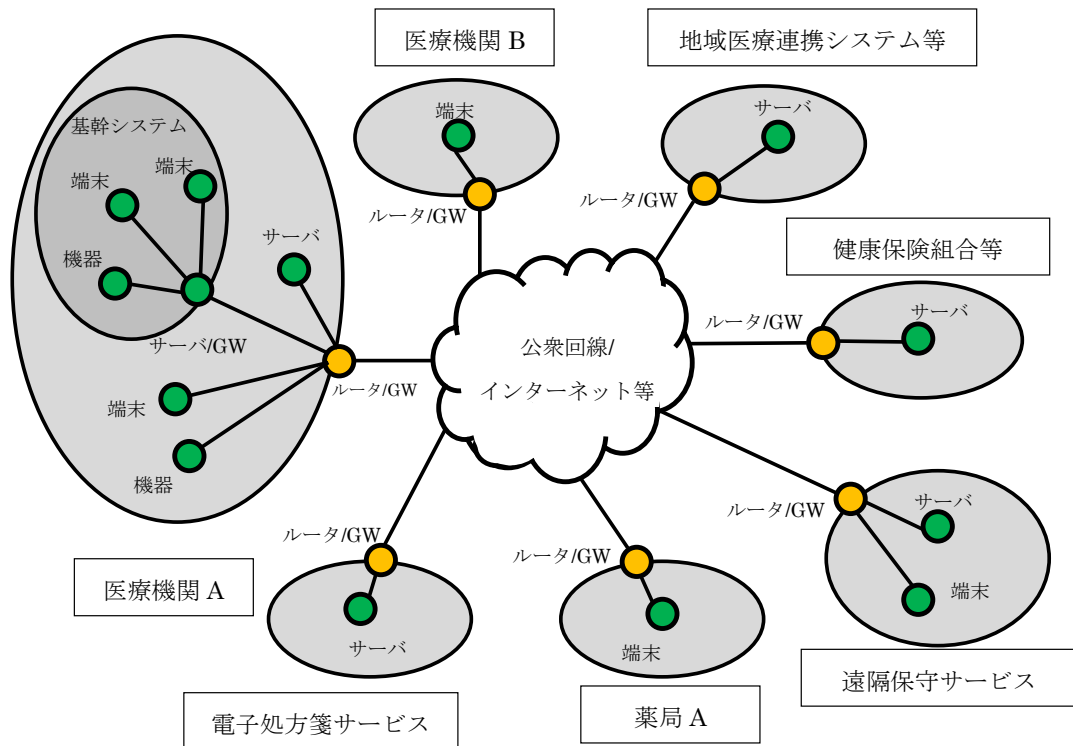 医療機関 B
地域医療連携システム等
端末
サーバ
基幹システム
端末
端末
ルータ/GW
ルータ/GW
サーバ
機器
健康保険組合等
サーバ
ルータ/GW
サーバ/GW
公衆回線/
インターネット等
ルータ/GW
端末
機器
サーバ
ルータ/GW
ルータ/GW
ルータ/GW
医療機関 A
端末
サーバ
端末
遠隔保守サービス
電子処方箋サービス
薬局 A